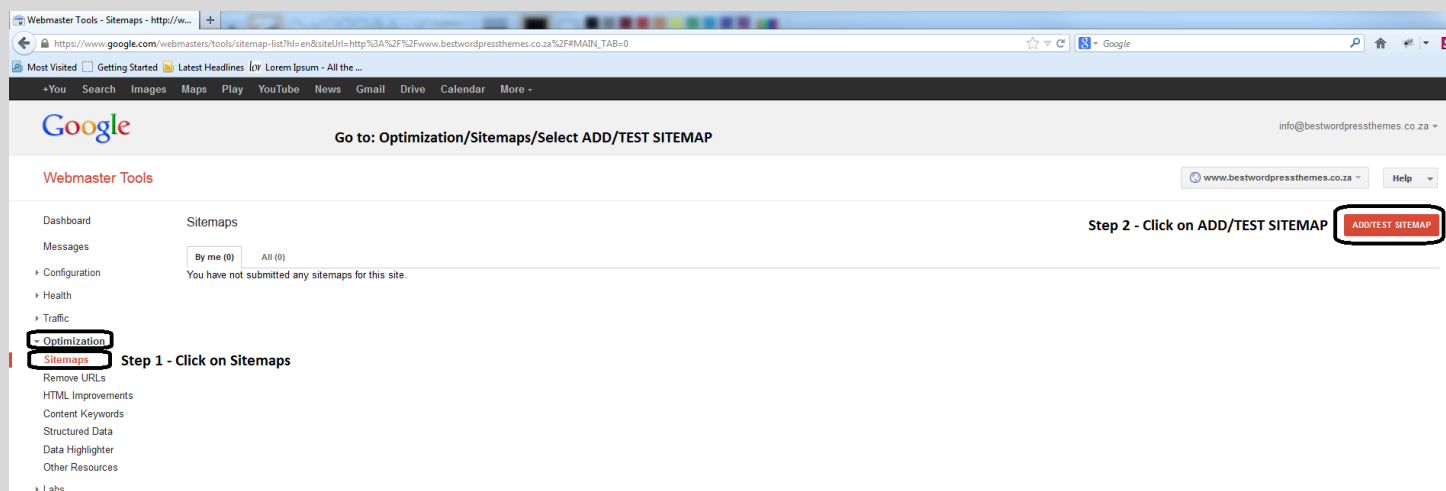 Webmaster Tools - Sitemaps - http://w... +
https://www.google.com/webmasters/tools/sitemap-list?hl=en&siteUrl=http%3A%2F%2Fwww.bestwordpressthemes.co.za%2F#MAIN_TAB=0 8 Google
Most Visited Getting Started Latest Headlines Lorem Ipsum - All the ...
+You Search Images Maps Play YouTube News Gmail Drive Calendar More
Google Go to: Optimization/Sitemaps/Select ADD/TEST SITEMAP info@bestwordpressthemes.co.za
Webmaster Tools www.bestwordpressthemes.co.za Help
Dashboard Sitemaps Step 2 - Click on ADD/TEST SITEMAP ADD/TEST SITEMAP
Messages
By me (0) All (0)
Configuration You have not submitted any sitemaps for this site.
Health
Traffic
Optimization
Sitemaps Step 1 - Click on Sitemaps
Remove URLs
HTML Improvements
Content Keywords
Structured Data
Data Highlighter
Other Resources
Labs